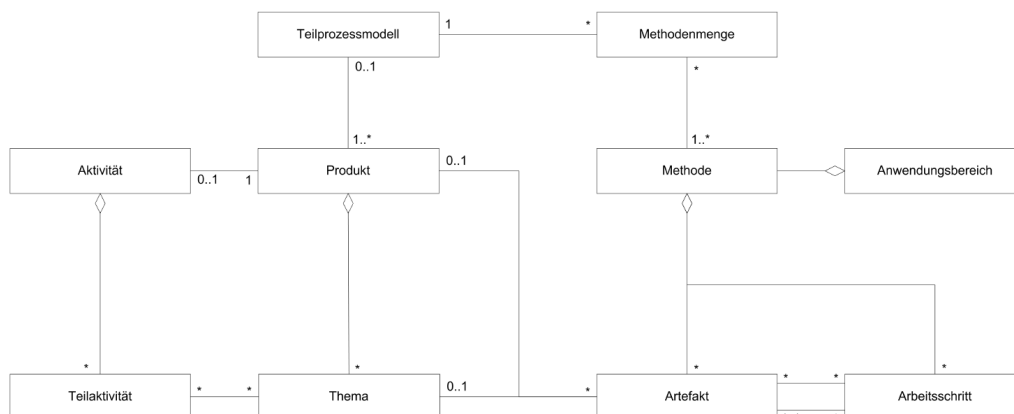 Teilprozessmodell
1
*
Methodenmenge
0..1
*
1..*
1..*
Aktivität
0..1
1
Produkt
0..1
Methode
Anwendungsbereich
*
*
*
*
Teilaktivität
*
*
Thema
0..1
*
Artefakt
*
*
Arbeitsschritt